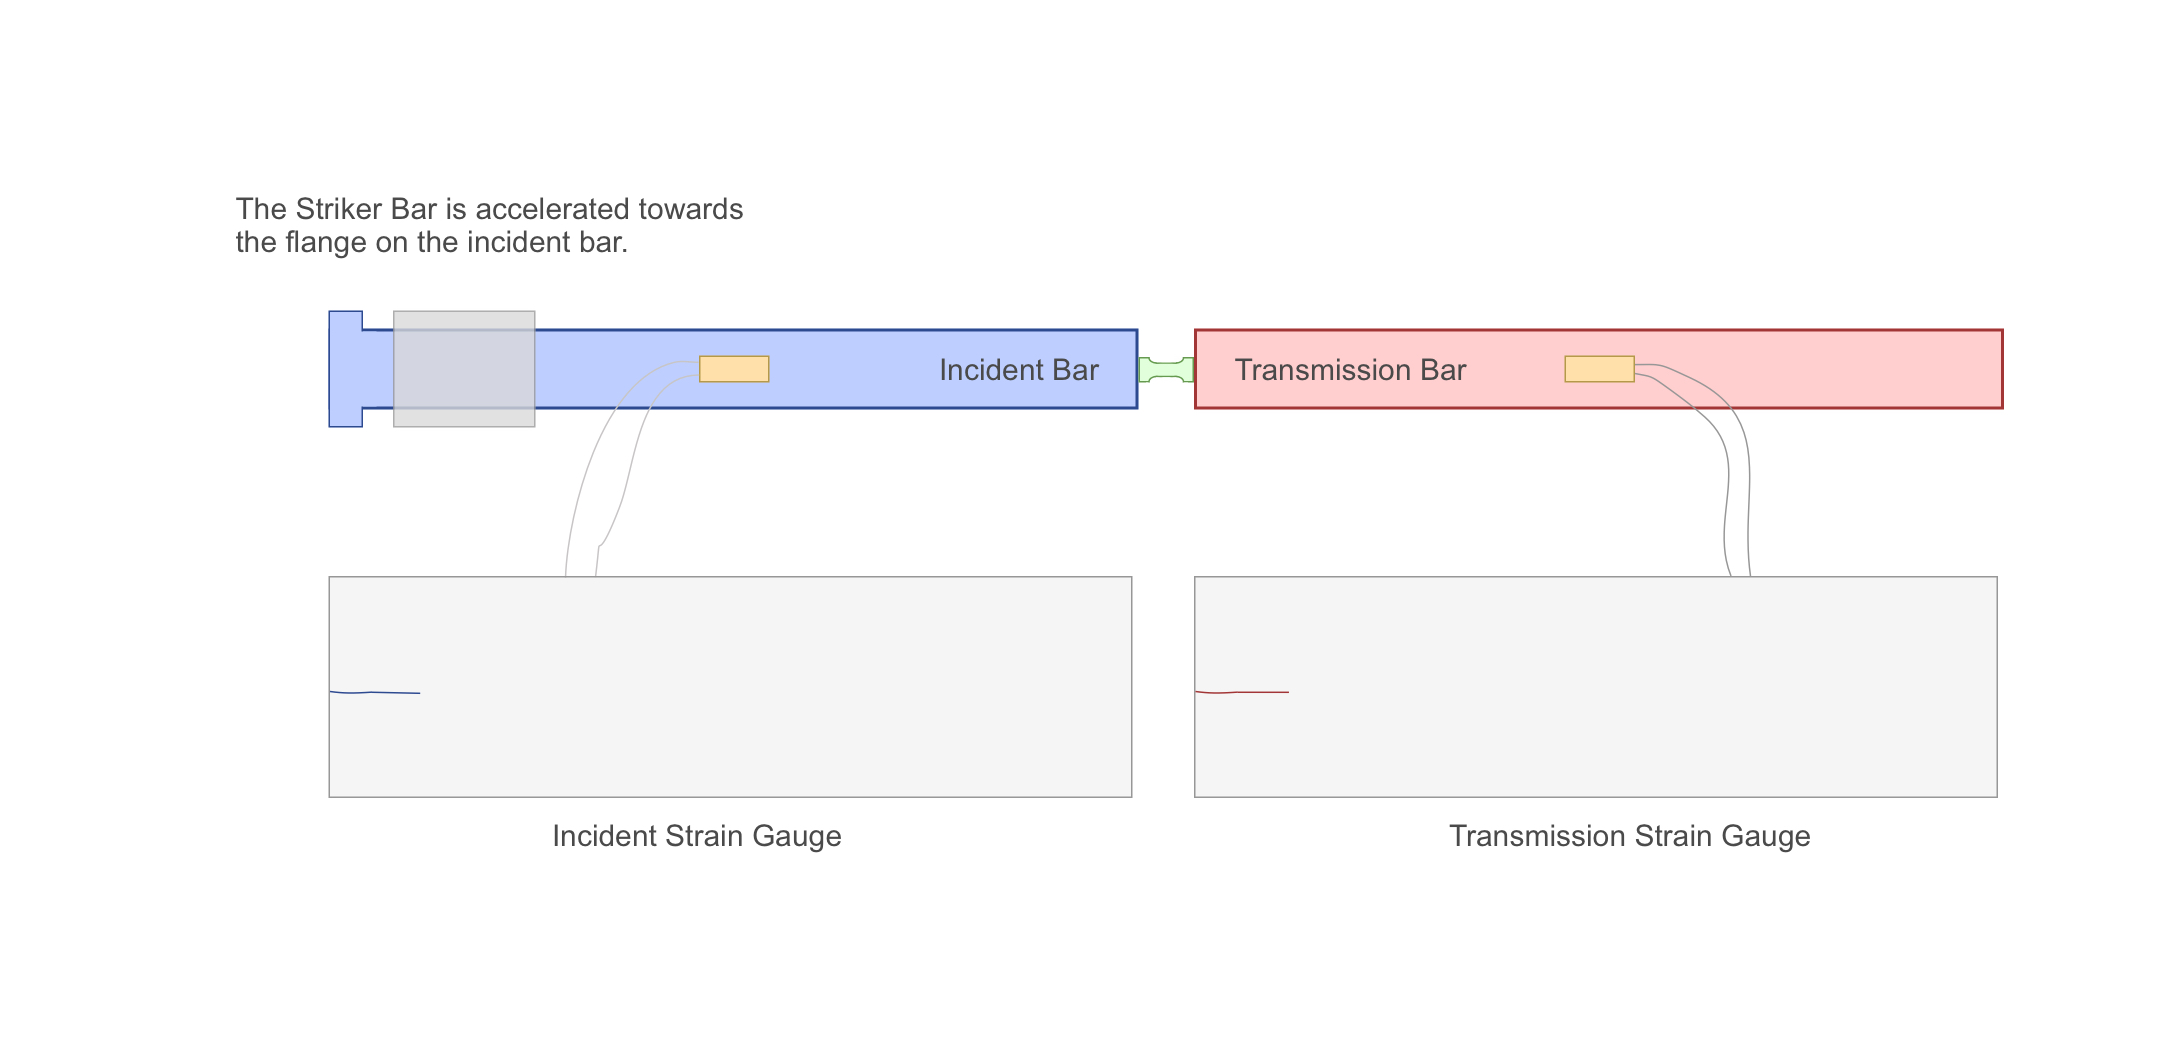 The Striker Bar is accelerated towards
the flange on the incident bar.
Incident Bar
Transmission Bar
Incident Strain Gauge
Transmission Strain Gauge